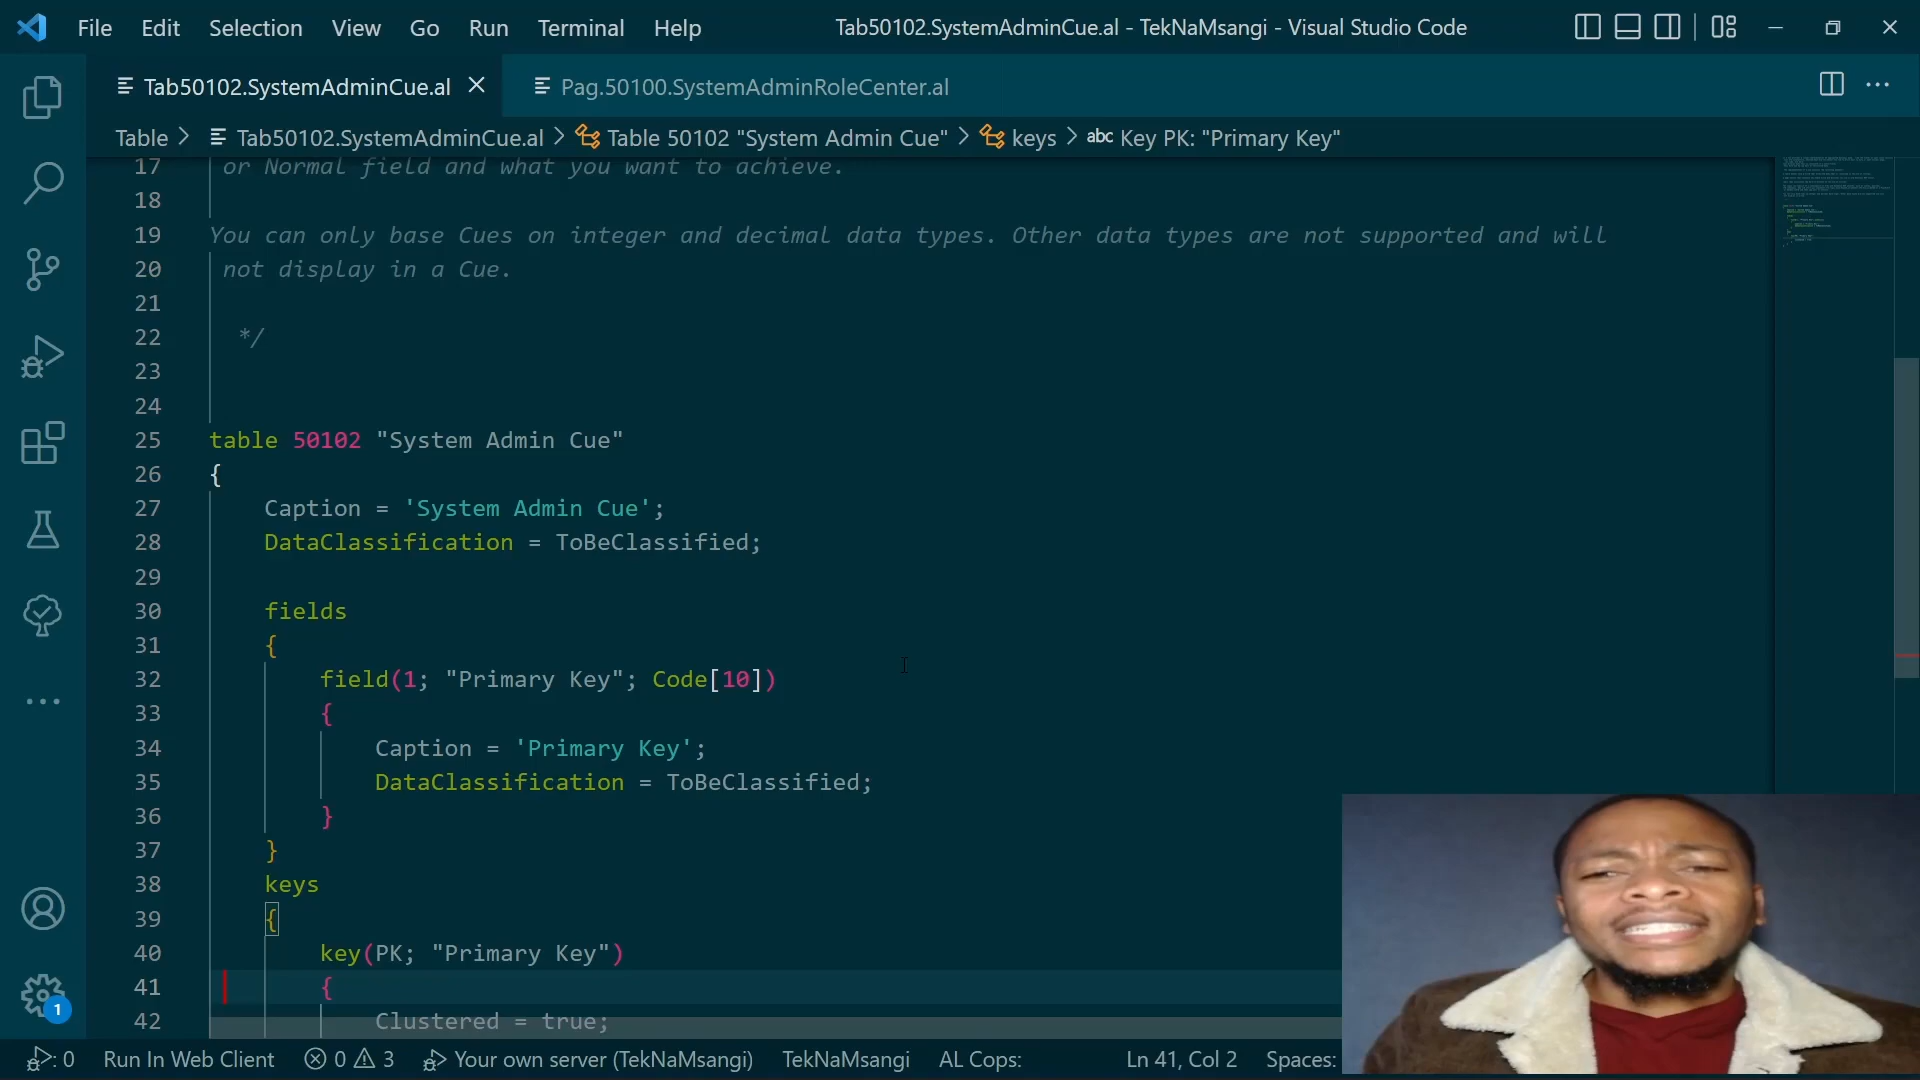 File Edit Selection View Go Run Terminal Help Tab50102.SystemAdminCue.al - TekNaMsangi - Visual Studio Code
Tab50102.SystemAdminCue.al Pag.50100.SystemAdminRoleCenter.al
Table > Tab50102.SystemAdminCue.al > Table 50102 "System Admin Cue" > keys > abc Key PK: "Primary Key"
17 or Normal field and what you want to achieve.
18
19 You can only base Cues on integer and decimal data types. Other data types are not supported and will
20 not display in a Cue.
21
22 */
23
24
25 table 50102 "System Admin Cue"
26 {
27 Caption = 'System Admin Cue';
28 DataClassification = ToBeClassified;
29
30 fields
31 {
32 field(1; "Primary Key"; Code[10])
33 {
34 Caption = 'Primary Key';
35 DataClassification = ToBeClassified;
36 }
37 }
38 keys
39 {
40 key(PK; "Primary Key")
41 {
42 Clustered = true;
1
: 0 Run In Web Client 0 3 Your own server (TekNaMsangi) TekNaMsangi AL Cops: Ln 41, Col 2 Spaces: